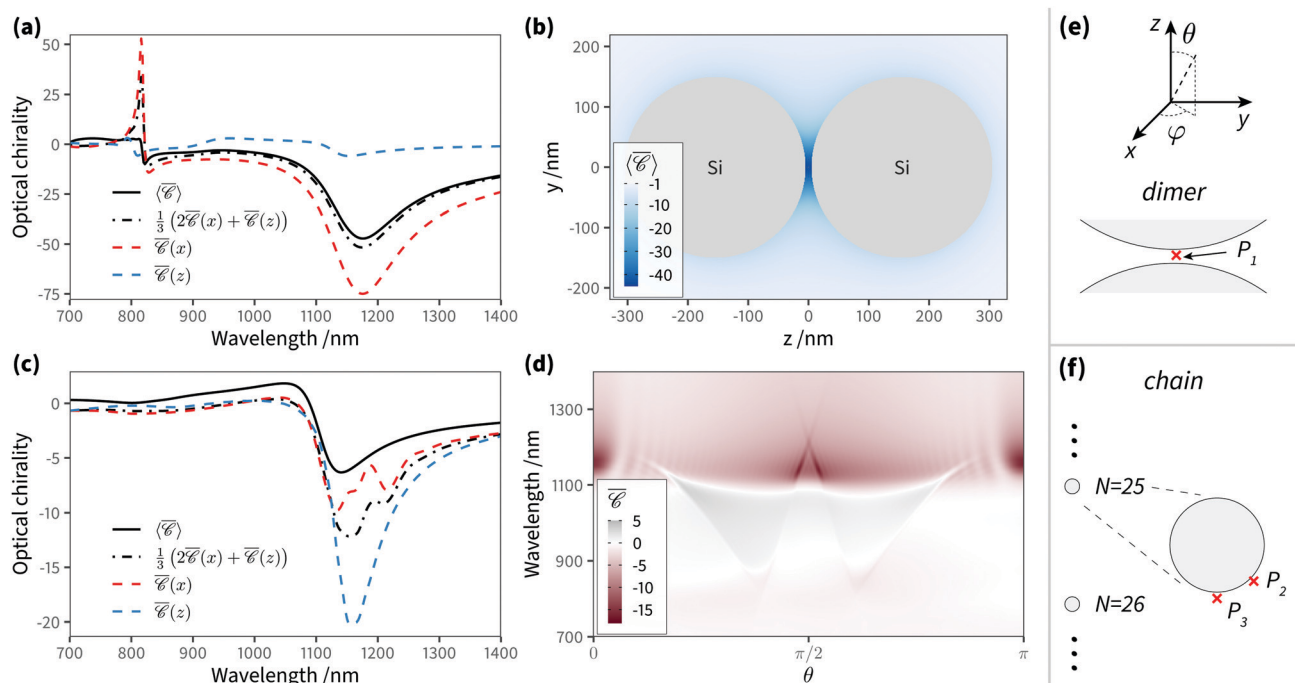 (a)
50
25
0
-25
-50
-75
Optical chirality
⟨𝒞̅⟩
1/3 (2𝒞̅(x) + 𝒞̅(z))
𝒞̅(x)
𝒞̅(z)
700 800 900 1000 1100 1200 1300 1400
Wavelength /nm
(b)
200
100
0
-100
-200
y /nm
Si
Si
⟨𝒞̅⟩
-1
-10
-20
-30
-40
-300 -200 -100 0 100 200 300
z /nm
(e)
z
θ
y
x
φ
dimer
P1
(c)
0
-5
-10
-15
-20
Optical chirality
⟨𝒞̅⟩
1/3 (2𝒞̅(x) + 𝒞̅(z))
𝒞̅(x)
𝒞̅(z)
700 800 900 1000 1100 1200 1300 1400
Wavelength /nm
(d)
1300
1100
900
700
Wavelength /nm
𝒞̅
5
0
-5
-10
-15
0 π/2 π
θ
(f)
chain
N=25
P2
P3
N=26